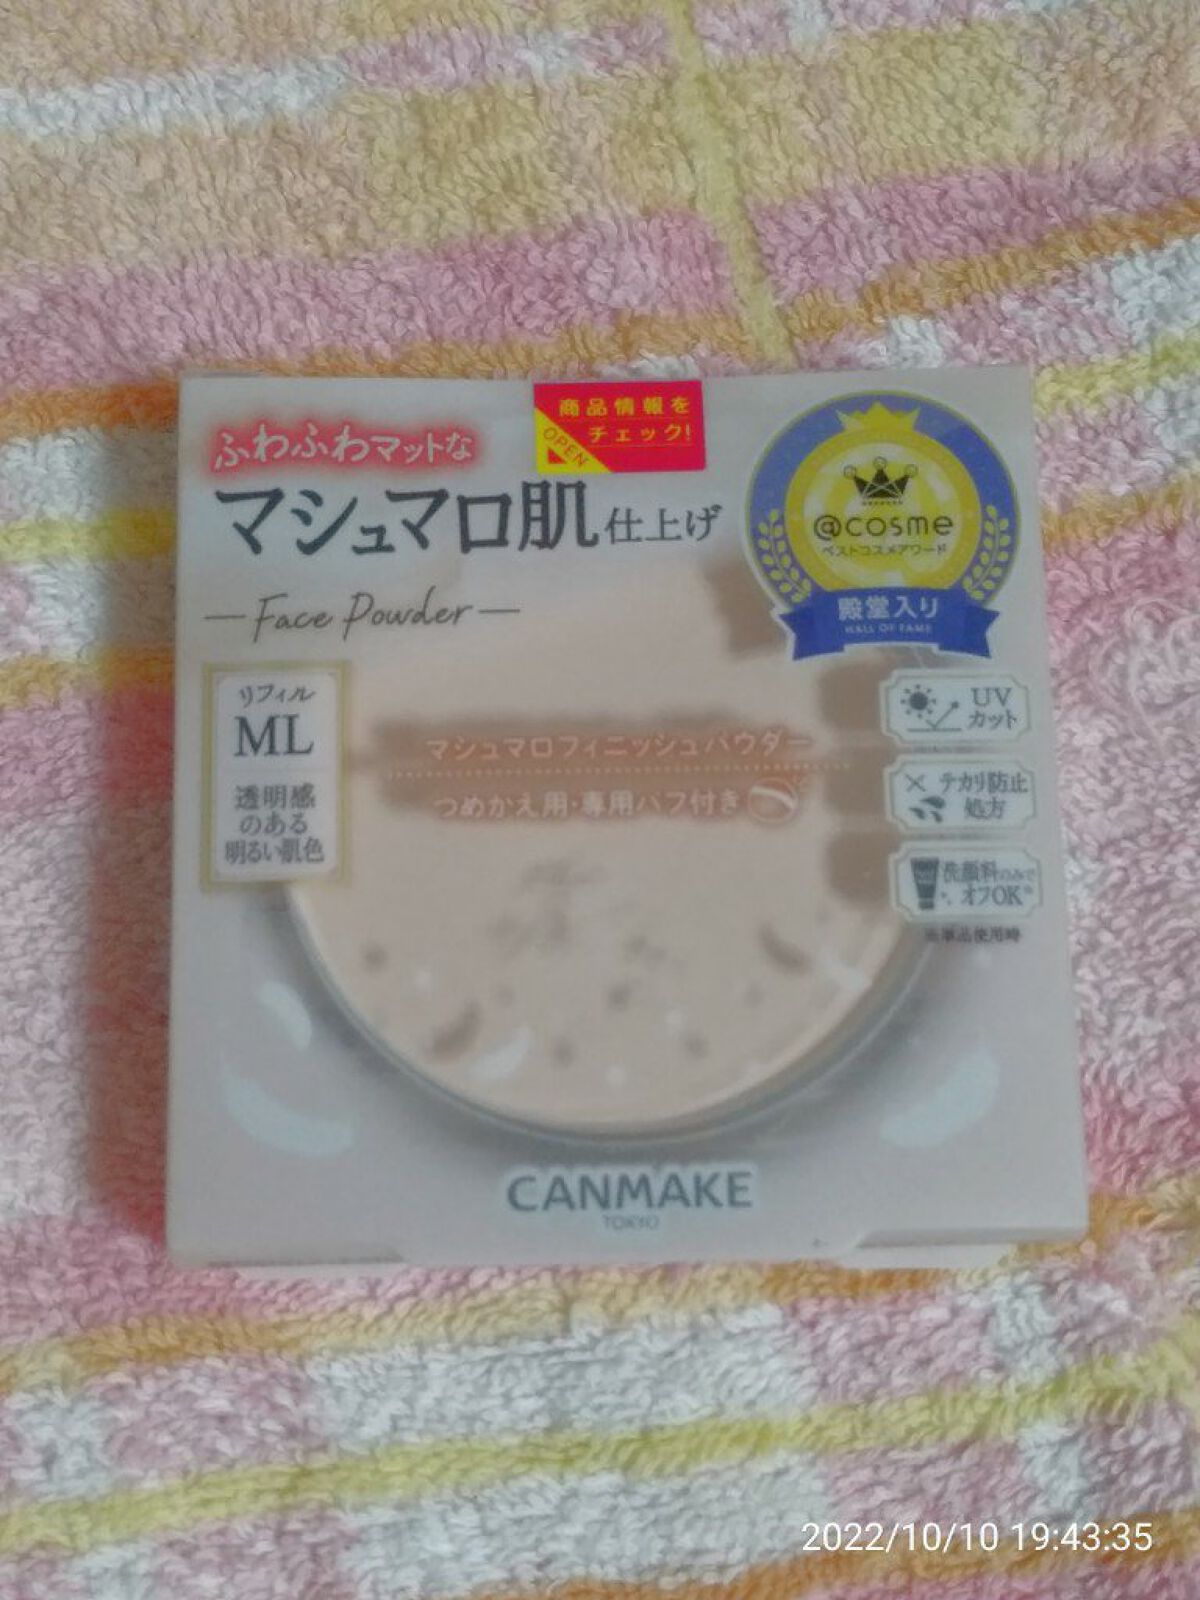 商品情報を
チェック!
OPEN
ふわふわマットな
マシュマロ肌仕上げ
Face Powder
@cosme
ベストコスメアワード
殿堂入り
HALL OF FAME
リフィル
ML
透明感
のある
明るい肌色
マシュマロフィニッシュパウダー
つめかえ用・専用パフ付き
UV
カット
テカリ防止
処方
洗顔料のみで
オフOK
CANMAKE
TOKYO
2022/10/10 19:43:35